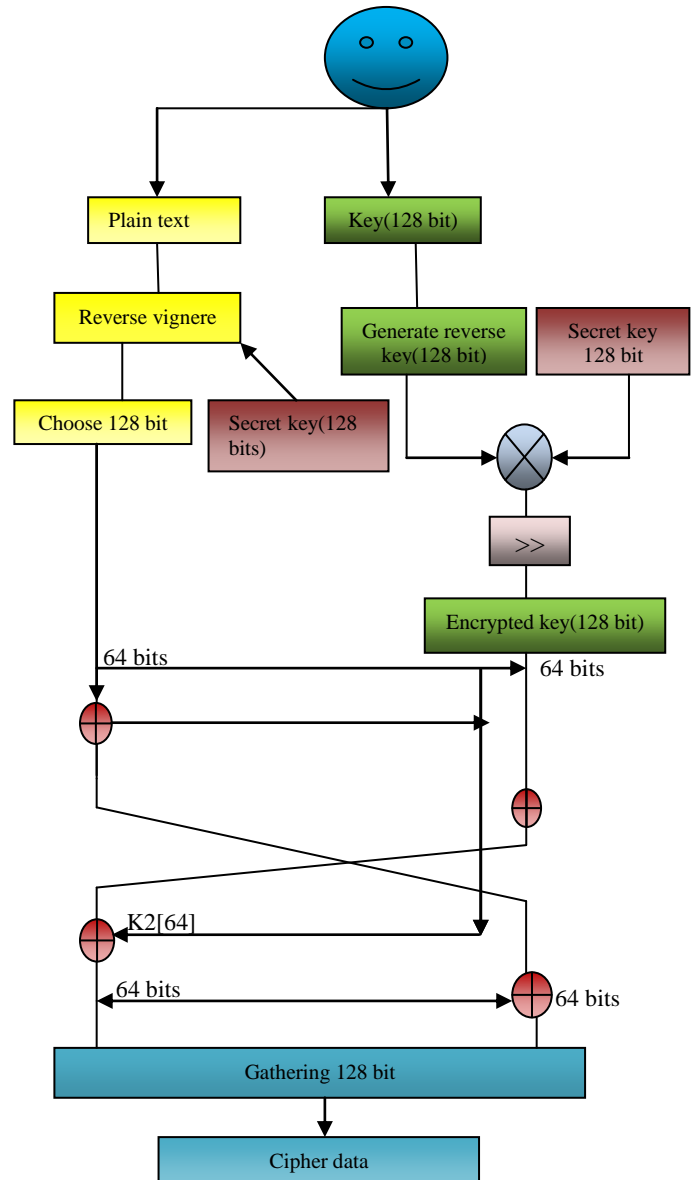 Plain text
Key(128 bit)
Reverse vignere
Generate reverse
key(128 bit)
Secret key
128 bit
Choose 128 bit
Secret key(128
bits)
>>
Encrypted key(128 bit)
64 bits
64 bits
K2[64]
64 bits
64 bits
Gathering 128 bit
Cipher data